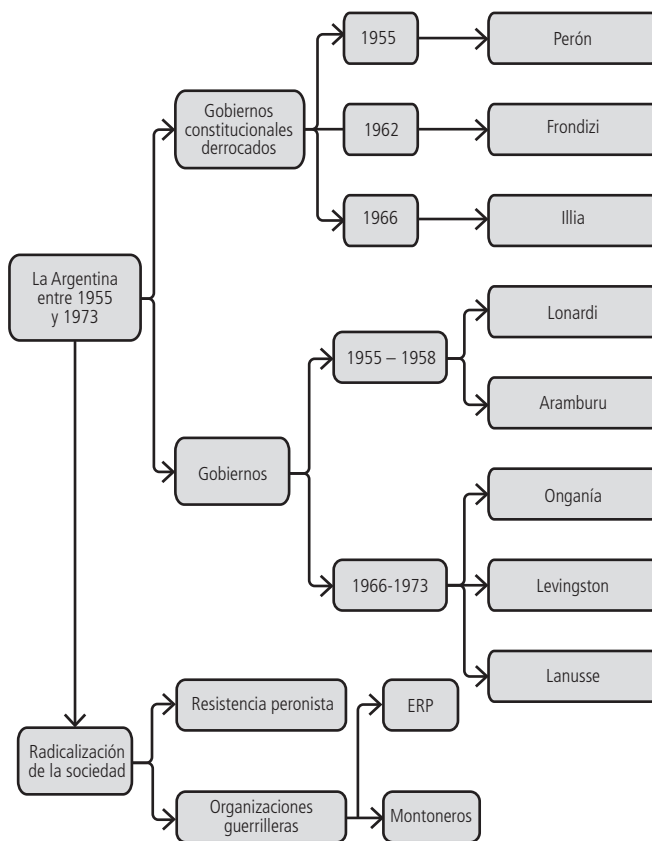 1955
Perón
Gobiernos
constitucionales
derrocados
1962
Frondizi
1966
Illia
La Argentina
entre 1955
y 1973
Lonardi
1955 – 1958
Aramburu
Gobiernos
Onganía
1966-1973
Levingston
Lanusse
Resistencia peronista
ERP
Radicalización
de la sociedad
Organizaciones
guerrilleras
Montoneros